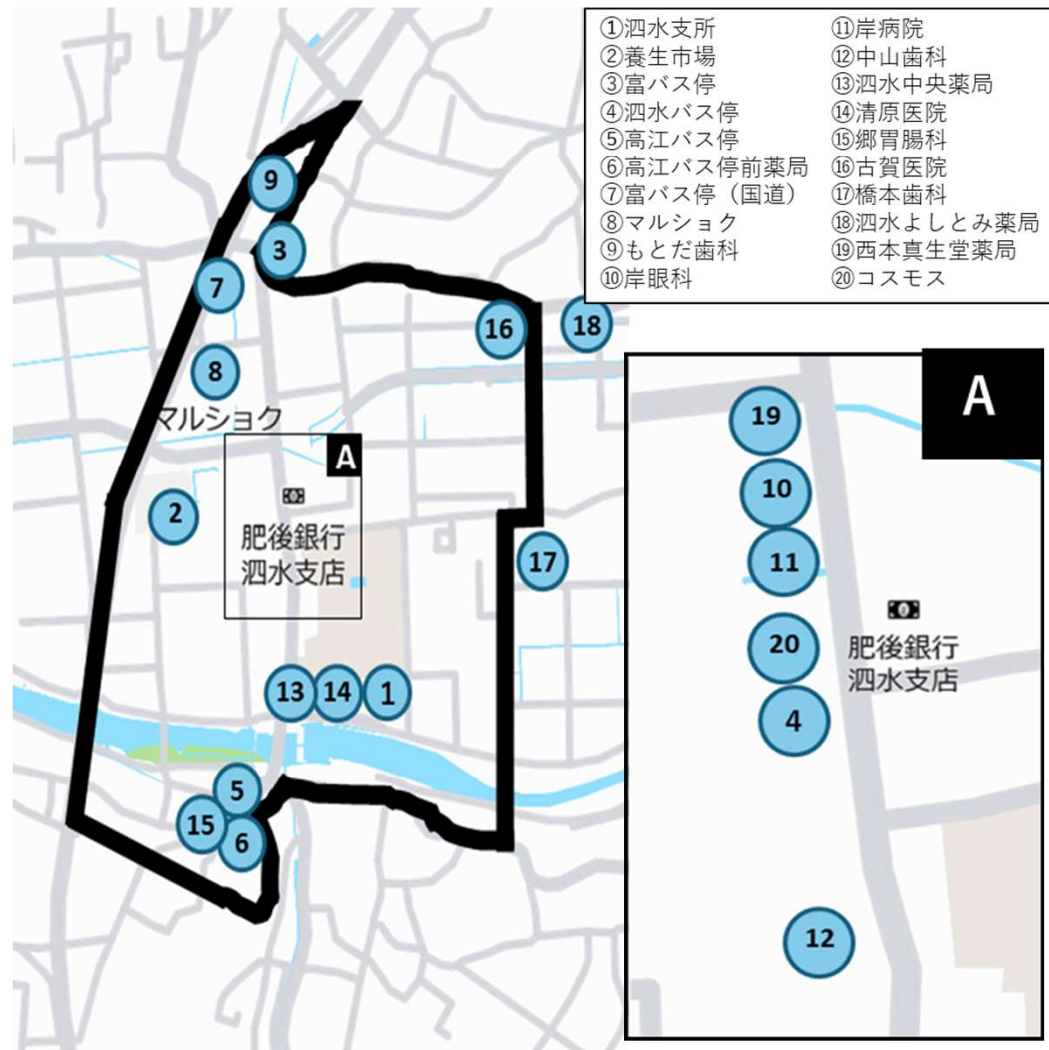 ①泗水支所
②養生市場
③富バス停
④泗水バス停
⑤高江バス停
⑥高江バス停前薬局
⑦富バス停（国道）
⑧マルショク
⑨もとだ歯科
⑩岸眼科
⑪岸病院
⑫中山歯科
⑬泗水中央薬局
⑭清原医院
⑮郷胃腸科
⑯古賀医院
⑰橋本歯科
⑱泗水よしとみ薬局
⑲西本真生堂薬局
⑳コスモス
9
3
7
16
18
8
マルショク
A
2
肥後銀行
泗水支店
17
13
14
1
5
15
6
A
19
10
11
20
肥後銀行
泗水支店
4
12